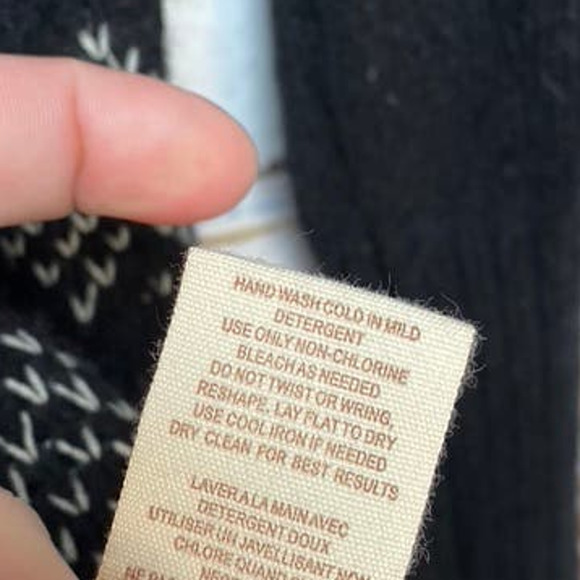 HAND WASH COLD IN MILD
DETERGENT
USE ONLY NON-CHLORINE
BLEACH AS NEEDED
DO NOT TWIST OR WRING,
RESHAPE, LAY FLAT TO DRY
USE COOL IRON IF NEEDED
DRY CLEAN FOR BEST RESULTS
LAVER A LA MAIN AVEC
DETERGENT DOUX
UTILISER UN JAVELLISANT NON
CHLORE QUAND
NE